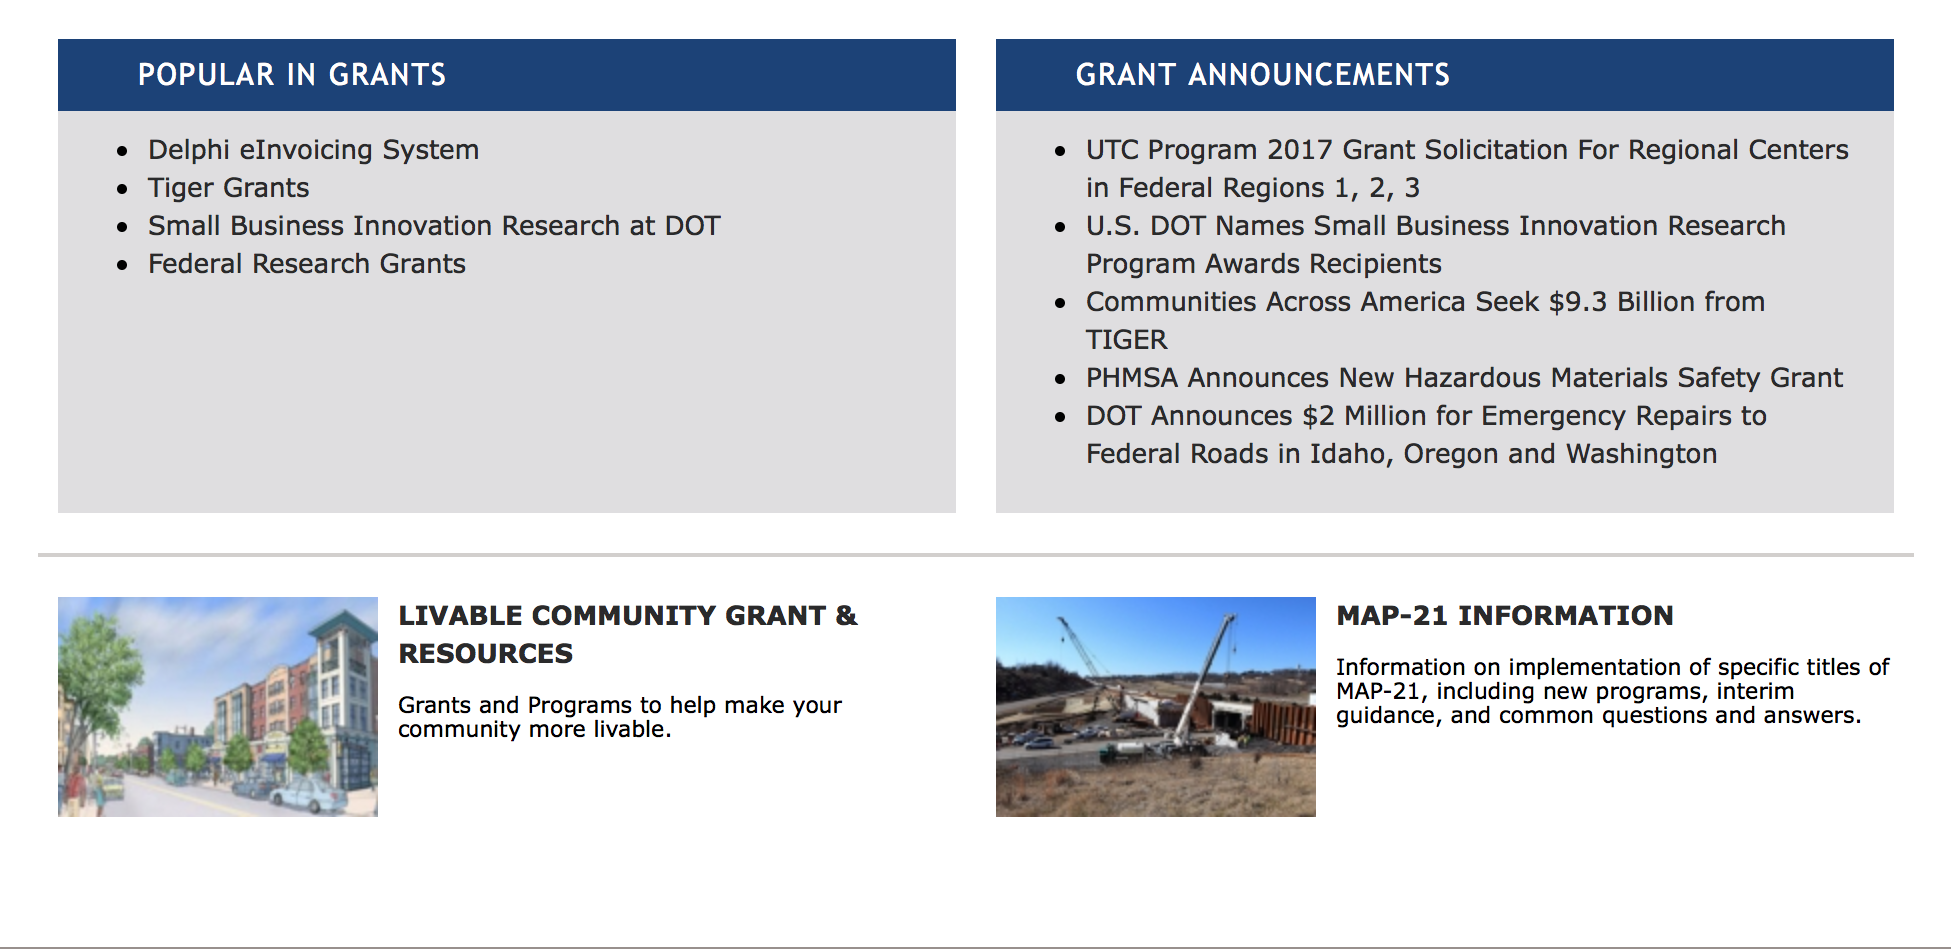 POPULAR IN GRANTS
Delphi eInvoicing System
Tiger Grants
Small Business Innovation Research at DOT
Federal Research Grants
GRANT ANNOUNCEMENTS
UTC Program 2017 Grant Solicitation For Regional Centers
in Federal Regions 1, 2, 3
U.S. DOT Names Small Business Innovation Research
Program Awards Recipients
Communities Across America Seek $9.3 Billion from
TIGER
PHMSA Announces New Hazardous Materials Safety Grant
DOT Announces $2 Million for Emergency Repairs to
Federal Roads in Idaho, Oregon and Washington
LIVABLE COMMUNITY GRANT &
RESOURCES
Grants and Programs to help make your
community more livable.
MAP-21 INFORMATION
Information on implementation of specific titles of
MAP-21, including new programs, interim
guidance, and common questions and answers.